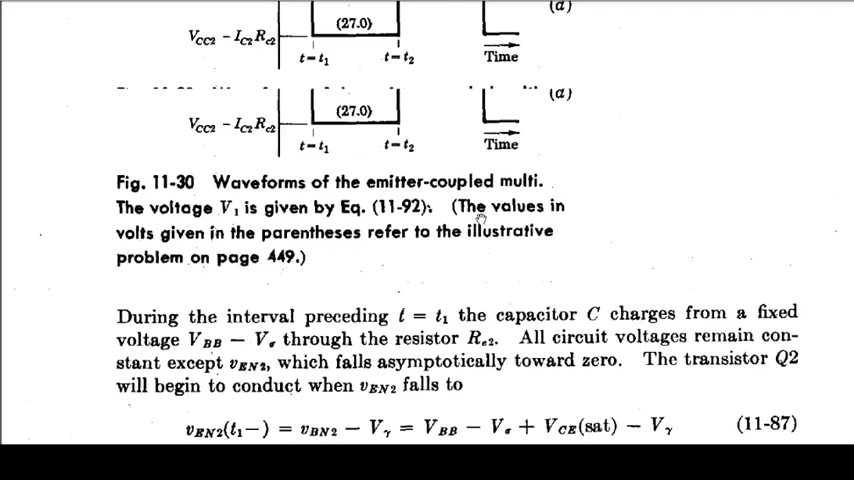 (a)
(27.0)
V_CC2 − I_C2 R_c2
t = t₁ t = t₂ Time
(a)
(27.0)
V_CC2 − I_C2 R_c2
t = t₁ t = t₂ Time
Fig. 11-30 Waveforms of the emitter-coupled multi.
The voltage V₁ is given by Eq. (11-92). (The values in
volts given in the parentheses refer to the illustrative
problem on page 449.)
During the interval preceding t = t₁ the capacitor C charges from a fixed
voltage V_BB − V_σ through the resistor R_e2. All circuit voltages remain con-
stant except v_EN2, which falls asymptotically toward zero. The transistor Q2
will begin to conduct when v_EN2 falls to
v_EN2(t₁−) = v_BN2 − V_γ = V_BB − V_σ + V_CE(sat) − V_γ (11-87)